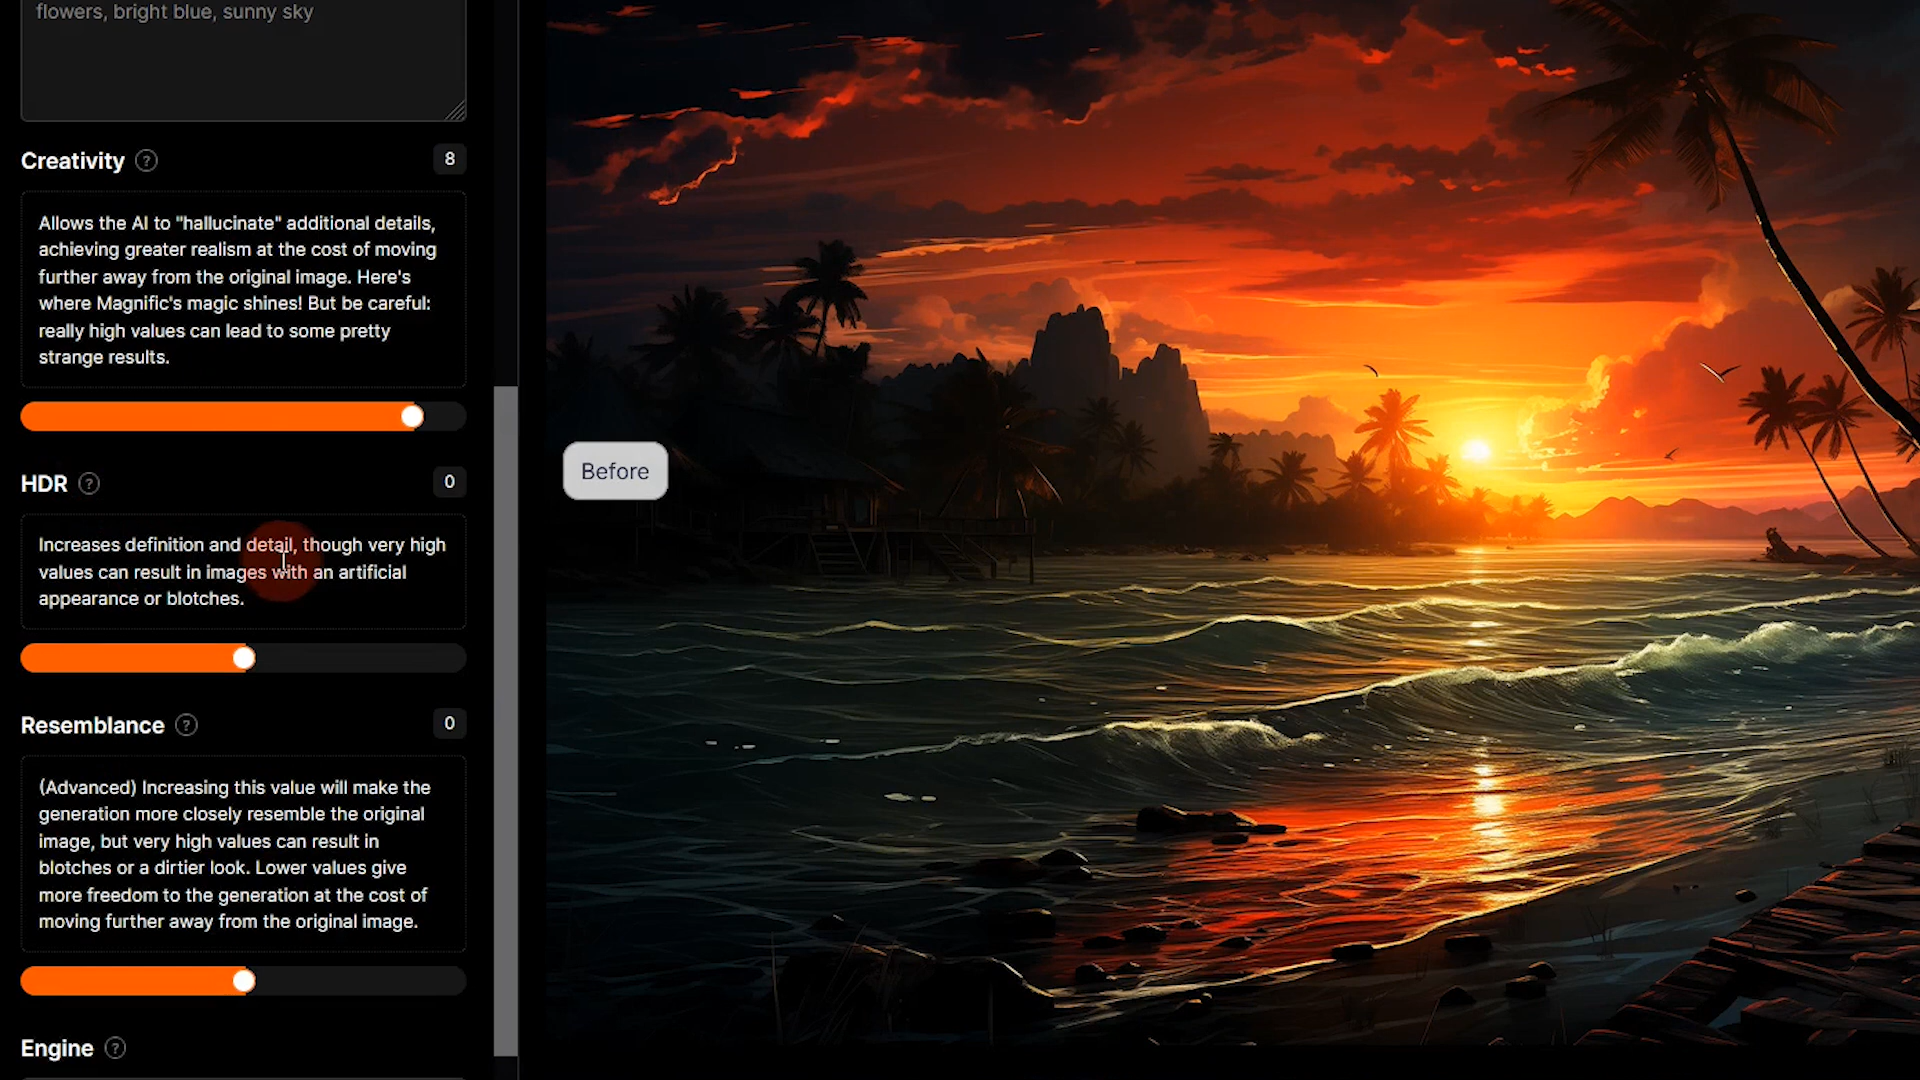 flowers, bright blue, sunny sky
Creativity ? 8
Allows the AI to "hallucinate" additional details,
achieving greater realism at the cost of moving
further away from the original image. Here's
where Magnific's magic shines! But be careful:
really high values can lead to some pretty
strange results.
HDR ? 0
Increases definition and detail, though very high
values can result in images with an artificial
appearance or blotches.
Resemblance ? 0
(Advanced) Increasing this value will make the
generation more closely resemble the original
image, but very high values can result in
blotches or a dirtier look. Lower values give
more freedom to the generation at the cost of
moving further away from the original image.
Engine ?
Before